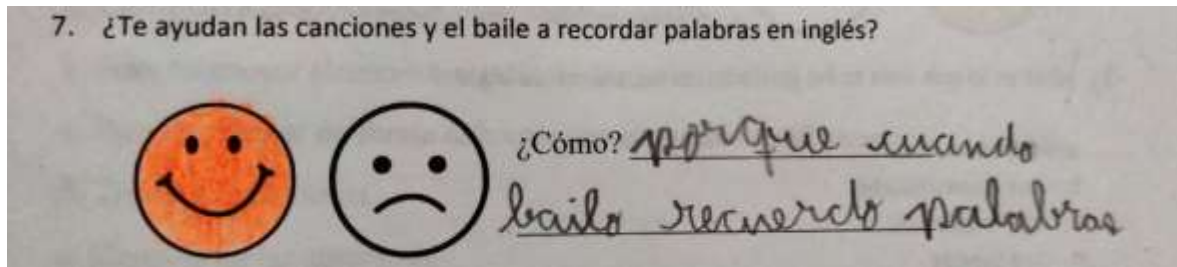 7. ¿Te ayudan las canciones y el baile a recordar palabras en inglés?
¿Cómo? porque cuando
bailo recuerdo palabras